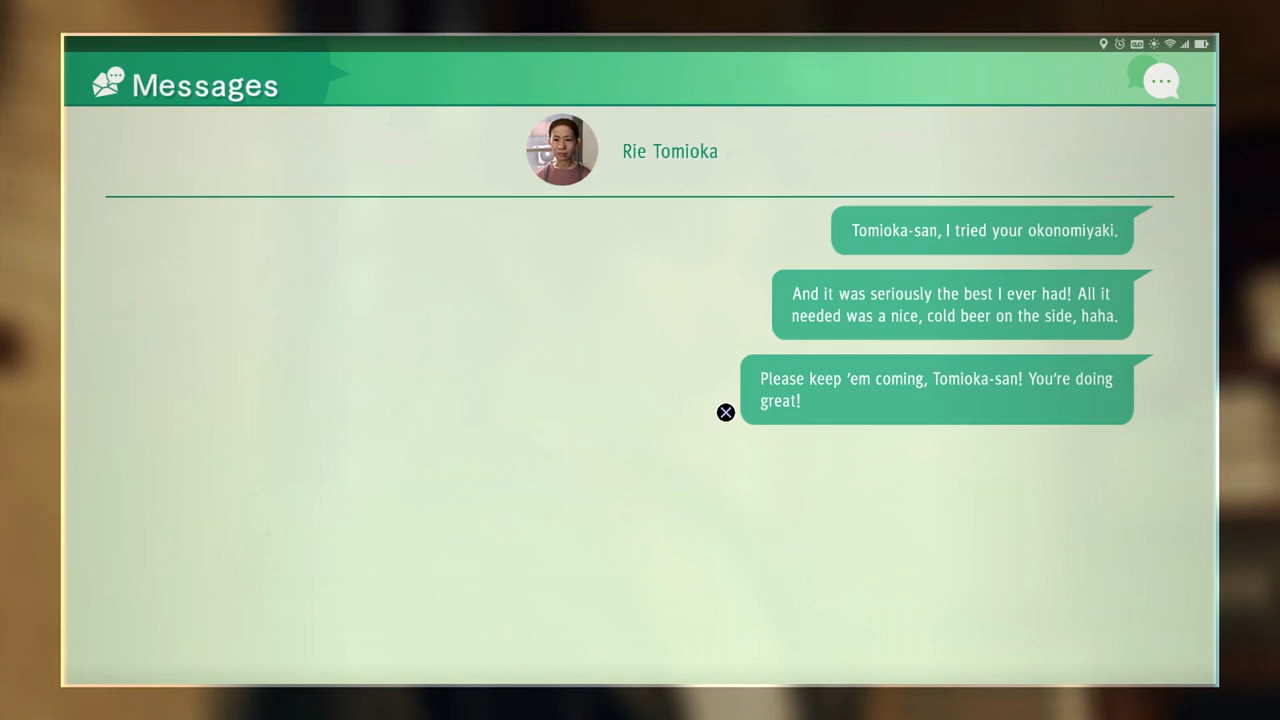 Messages
Rie Tomioka
Tomioka-san, I tried your okonomiyaki.
And it was seriously the best I ever had! All it
needed was a nice, cold beer on the side, haha.
Please keep 'em coming, Tomioka-san! You're doing
great!